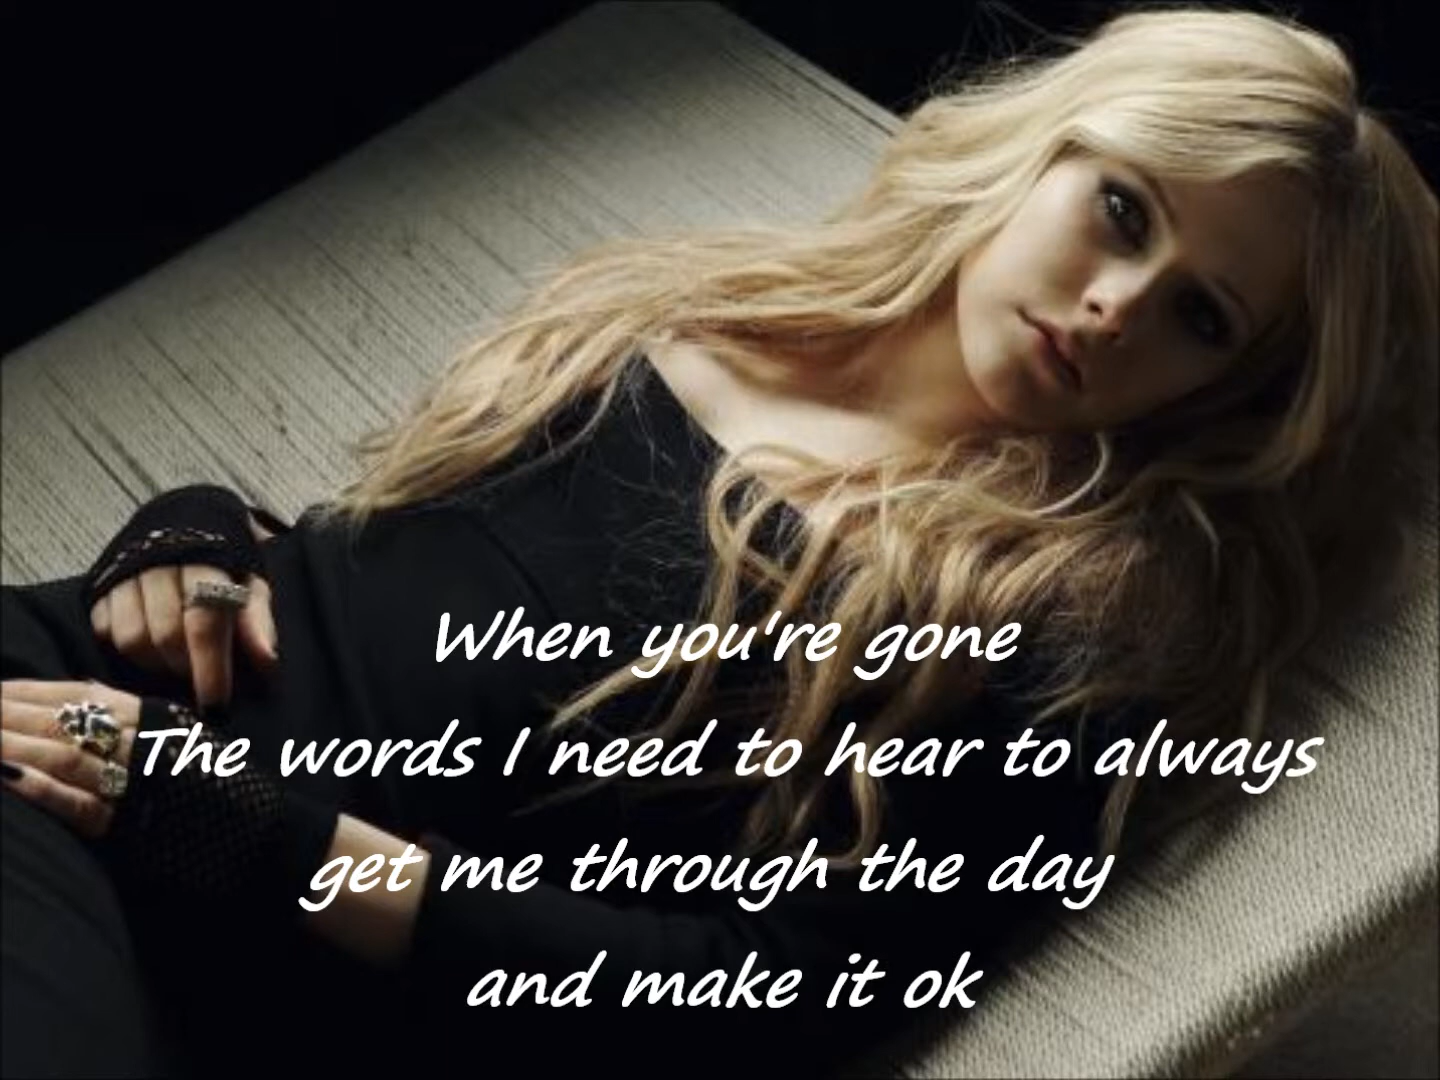 When you're gone
The words I need to hear to always
get me through the day
and make it ok